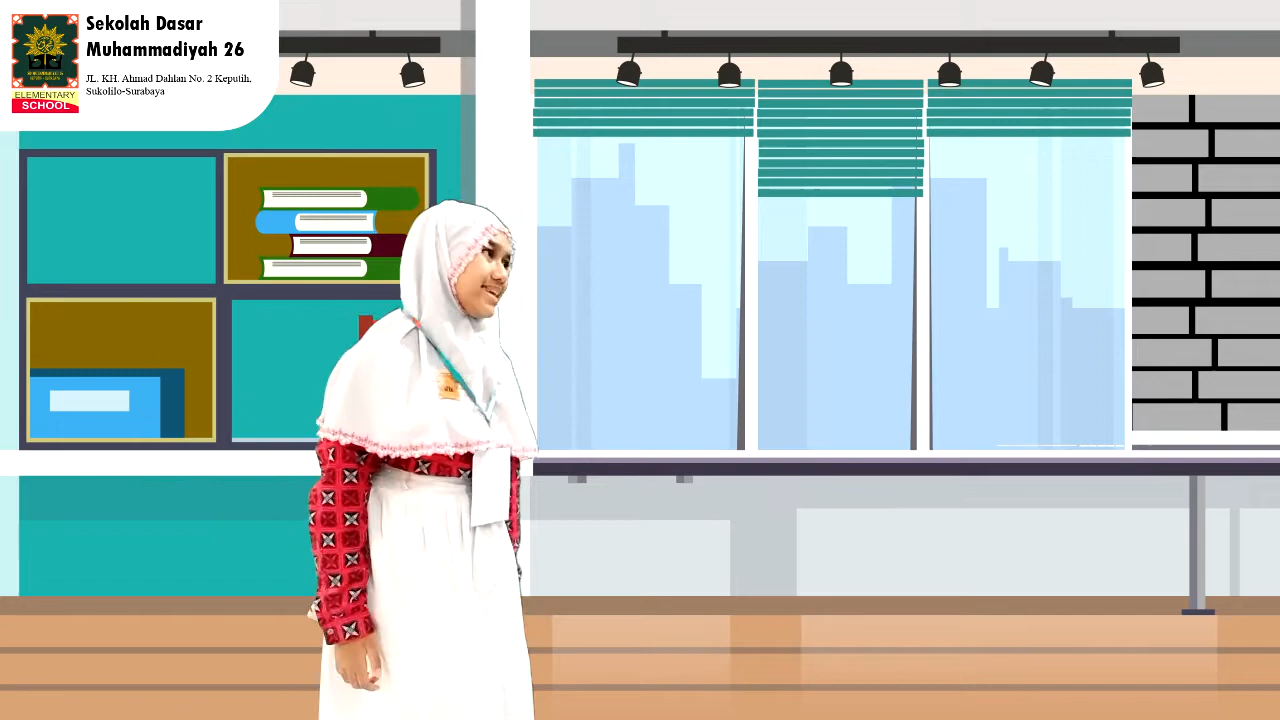 Sekolah Dasar
Muhammadiyah 26
JL. KH. Ahmad Dahlan No. 2 Keputih,
Sukolilo-Surabaya
ELEMENTARY
SCHOOL